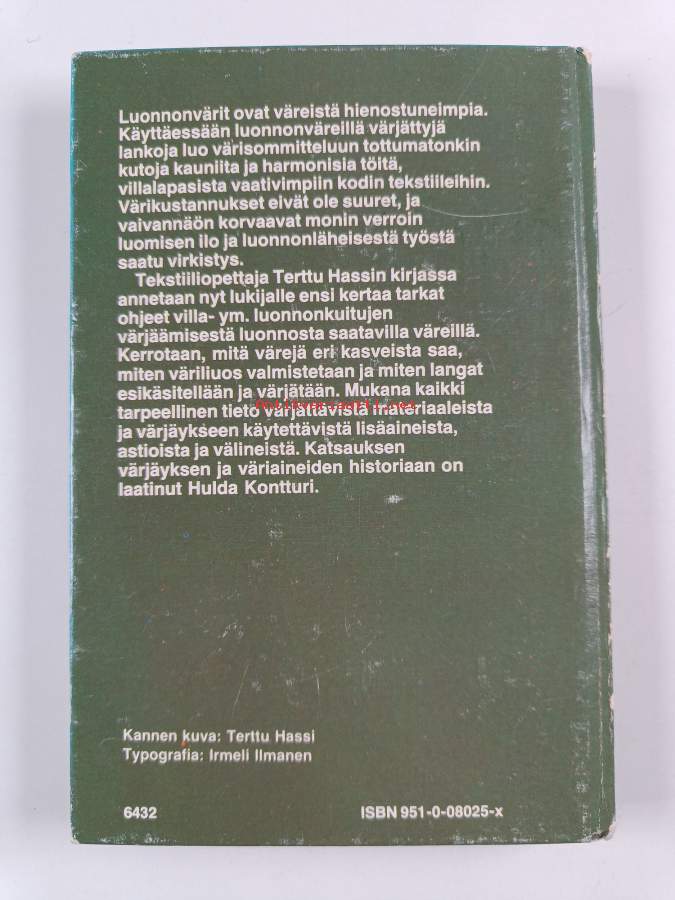 Luonnonvärit ovat väreistä hienostuneimpia.
Käyttäessään luonnonväreillä värjättyjä
lankoja luo värisommitteluun tottumatonkin
kutoja kauniita ja harmonisia töitä,
villalapasista vaativimpiin kodin tekstiileihin.
Värikustannukset eivät ole suuret, ja
vaivannäön korvaavat monin verroin
luomisen ilo ja luonnonläheisestä työstä
saatu virkistys.
Tekstiiliopettaja Terttu Hassin kirjassa
annetaan nyt lukijalle ensi kertaa tarkat
ohjeet villa- ym. luonnonkuitujen
värjäämisestä luonnosta saatavilla väreillä.
Kerrotaan, mitä värejä eri kasveista saa,
miten väriliuos valmistetaan ja miten langat
esikäsitellään ja värjätään. Mukana kaikki
tarpeellinen tieto värjättävistä materiaaleista
ja värjäykseen käytettävistä lisäaineista,
astioista ja välineistä. Katsauksen
värjäyksen ja väriaineiden historiaan on
laatinut Hulda Kontturi.
Kannen kuva: Terttu Hassi
Typografia: Irmeli Ilmanen
6432 ISBN 951-0-08025-x